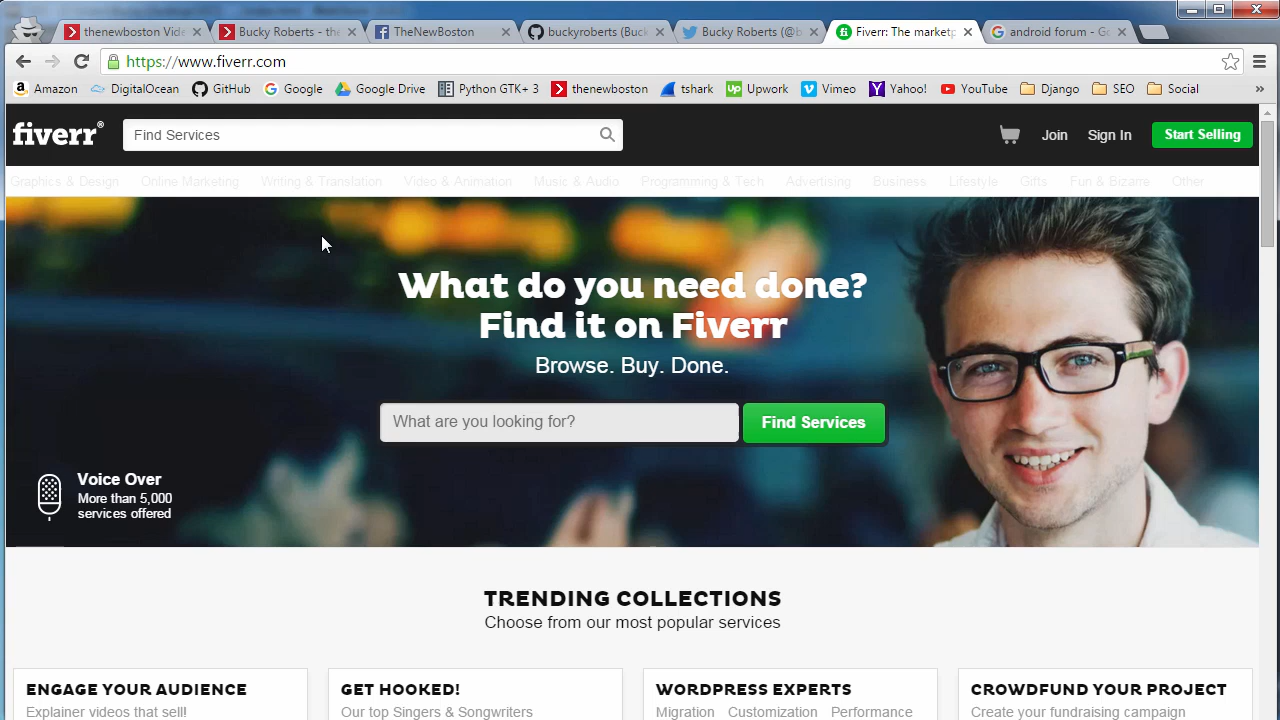 thenewboston Vide
Bucky Roberts - the
TheNewBoston
buckyroberts (Buc
Bucky Roberts (@b
Fiverr: The marketp
android forum - Go
https://www.fiverr.com
Amazon DigitalOcean GitHub Google Google Drive Python GTK+ 3 thenewboston tshark Upwork Vimeo Yahoo! YouTube Django SEO Social »
fiverr®
Find Services
Join
Sign In
Start Selling
Graphics & Design Online Marketing Writing & Translation Video & Animation Music & Audio Programming & Tech Advertising Business Lifestyle Gifts Fun & Bizarre Other
What do you need done?
Find it on Fiverr
Browse. Buy. Done.
What are you looking for?
Find Services
Voice Over
More than 5,000
services offered
TRENDING COLLECTIONS
Choose from our most popular services
ENGAGE YOUR AUDIENCE
Explainer videos that sell!
GET HOOKED!
Our top Singers & Songwriters
WORDPRESS EXPERTS
Migration Customization Performance
CROWDFUND YOUR PROJECT
Create your fundraising campaign